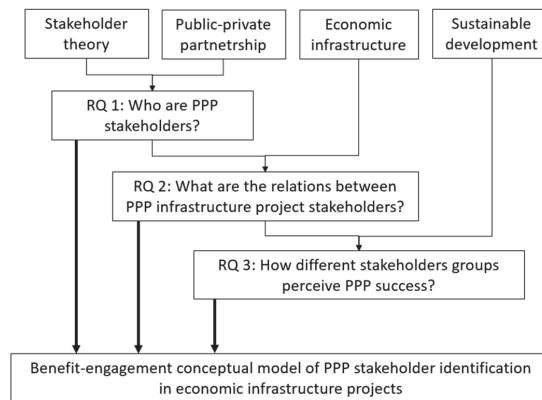 Stakeholder
theory
Public-private
partnetrship
Economic
infrastructure
Sustainable
development
RQ 1: Who are PPP
stakeholders?
RQ 2: What are the relations between
PPP infrastructure project stakeholders?
RQ 3: How different stakeholders groups
perceive PPP success?
Benefit-engagement conceptual model of PPP stakeholder identification
in economic infrastructure projects